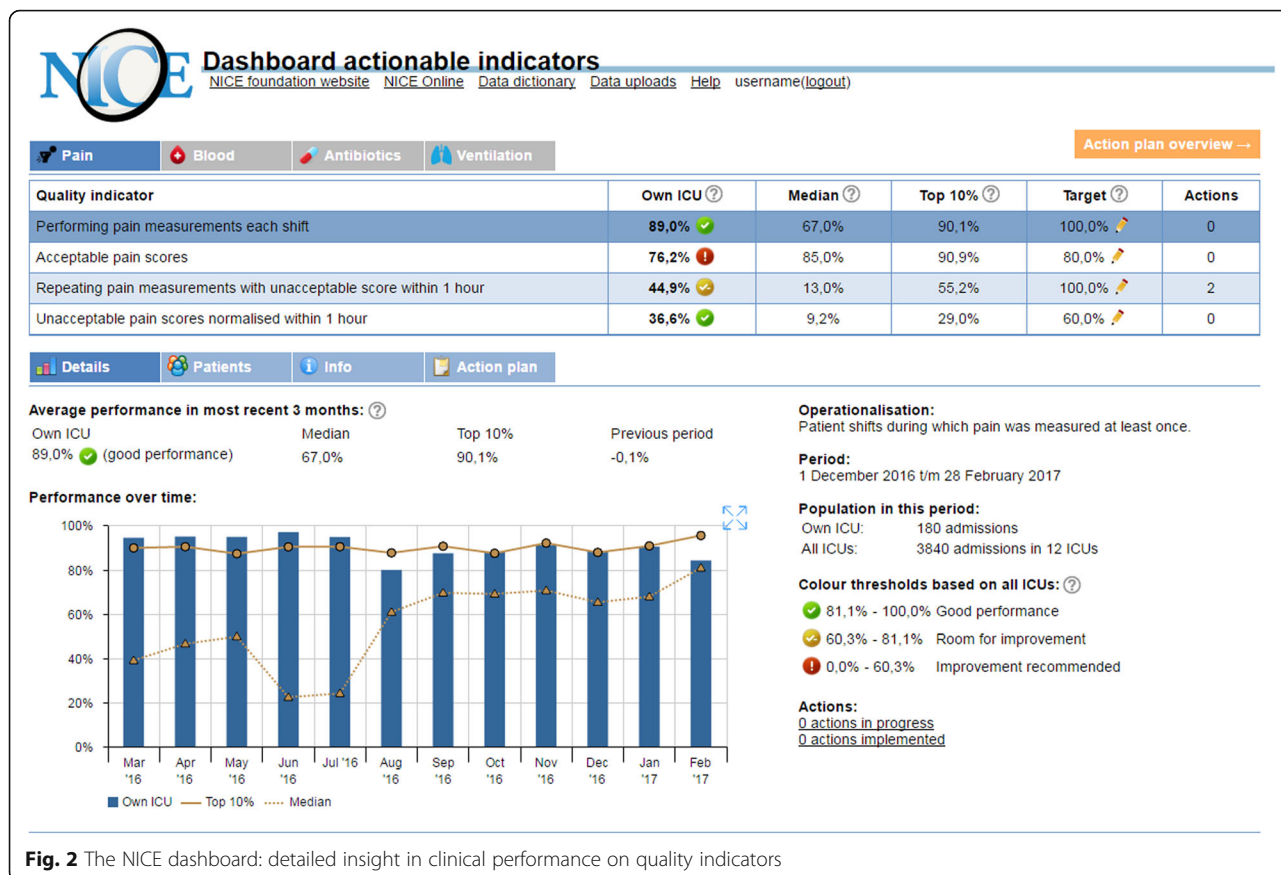 NICE
Dashboard actionable indicators
NICE foundation website NICE Online Data dictionary Data uploads Help username(logout)
Pain Blood Antibiotics Ventilation
Action plan overview →
Quality indicator Own ICU ? Median ? Top 10% ? Target ? Actions
Performing pain measurements each shift 89,0% 67,0% 90,1% 100,0% 0
Acceptable pain scores 76,2% ! 85,0% 90,9% 80,0% 0
Repeating pain measurements with unacceptable score within 1 hour 44,9% 13,0% 55,2% 100,0% 2
Unacceptable pain scores normalised within 1 hour 36,6% 9,2% 29,0% 60,0% 0
Details Patients i Info Action plan
Average performance in most recent 3 months: ?
Own ICU Median Top 10% Previous period
89,0% (good performance) 67,0% 90,1% -0,1%
Performance over time:
100%
80%
60%
40%
20%
0%
Mar Apr May Jun Jul '16 Aug Sep Oct Nov Dec Jan Feb
'16 '16 '16 '16 '16 '16 '16 '16 '16 '17 '17
Own ICU Top 10% Median
Operationalisation:
Patient shifts during which pain was measured at least once.
Period:
1 December 2016 t/m 28 February 2017
Population in this period:
Own ICU: 180 admissions
All ICUs: 3840 admissions in 12 ICUs
Colour thresholds based on all ICUs: ?
81,1% - 100,0% Good performance
60,3% - 81,1% Room for improvement
! 0,0% - 60,3% Improvement recommended
Actions:
0 actions in progress
0 actions implemented
Fig. 2 The NICE dashboard: detailed insight in clinical performance on quality indicators